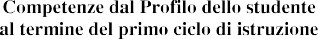 Competenze dal Profilo dello studente
al termine del primo ciclo di istruzione